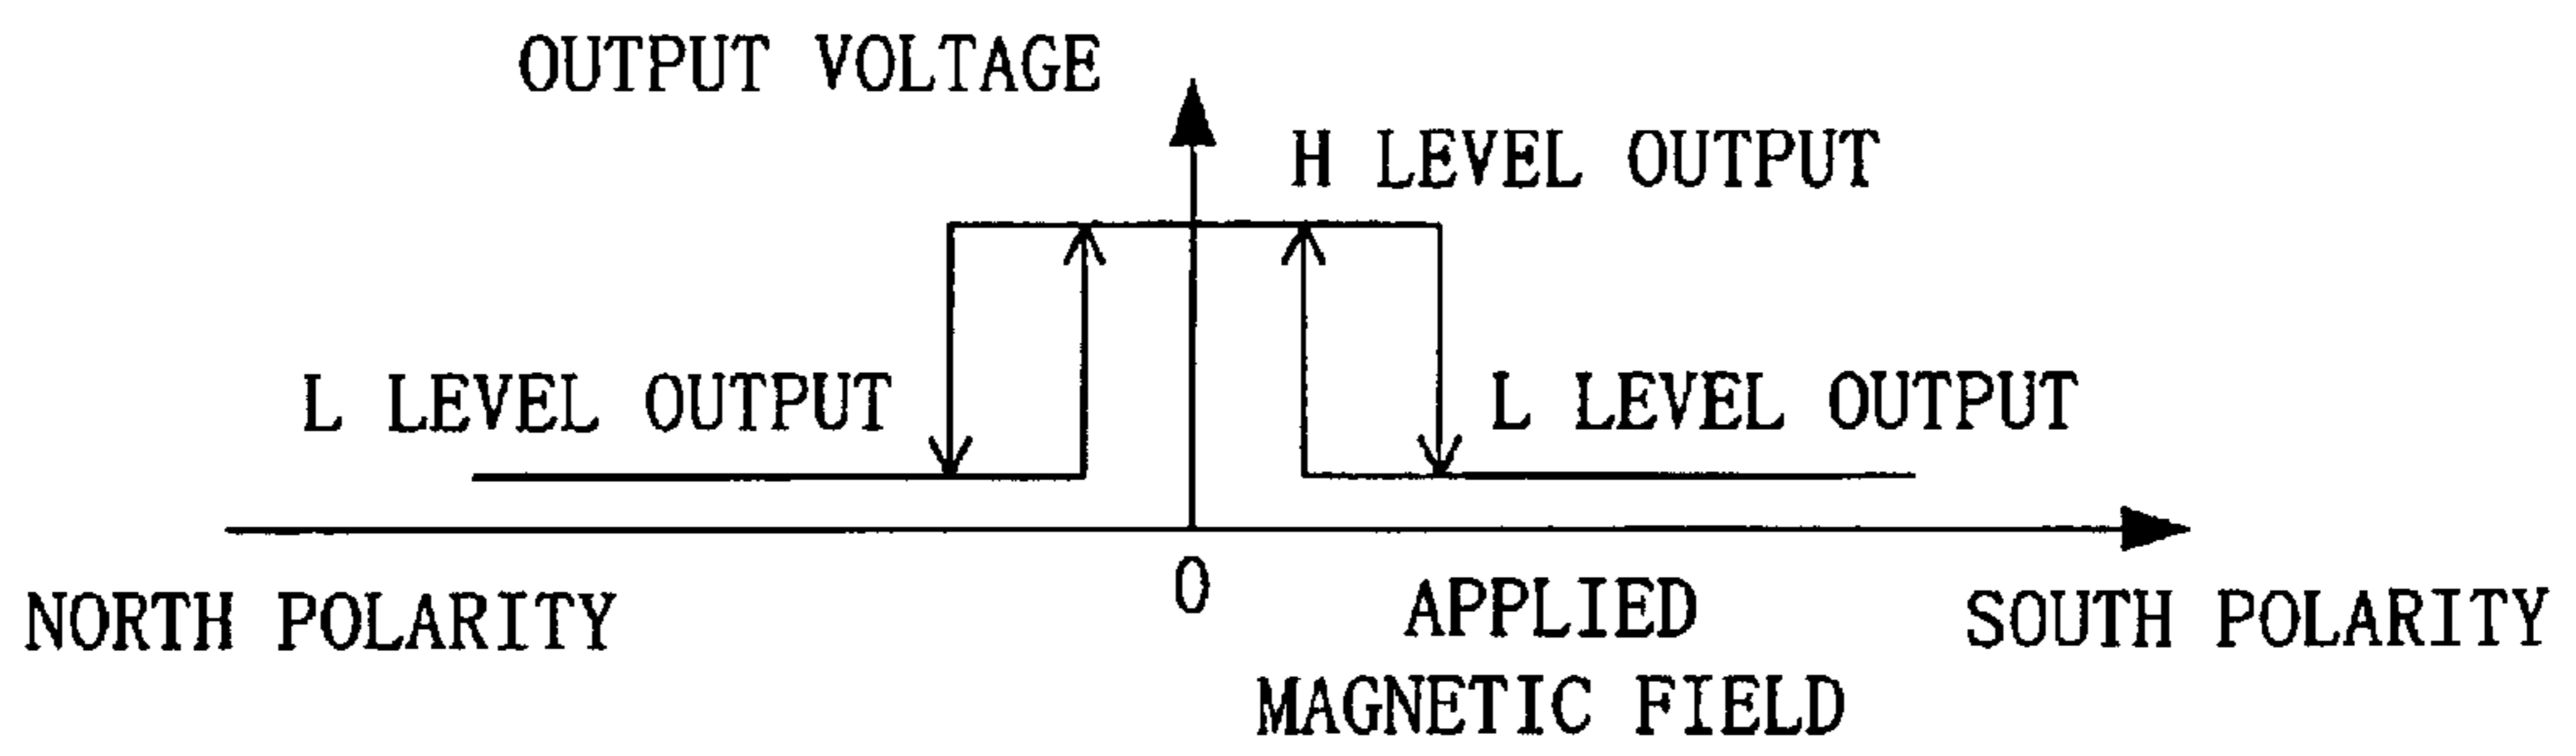 OUTPUT VOLTAGE
H LEVEL OUTPUT
L LEVEL OUTPUT
L LEVEL OUTPUT
0
NORTH POLARITY
APPLIED
MAGNETIC FIELD
SOUTH POLARITY